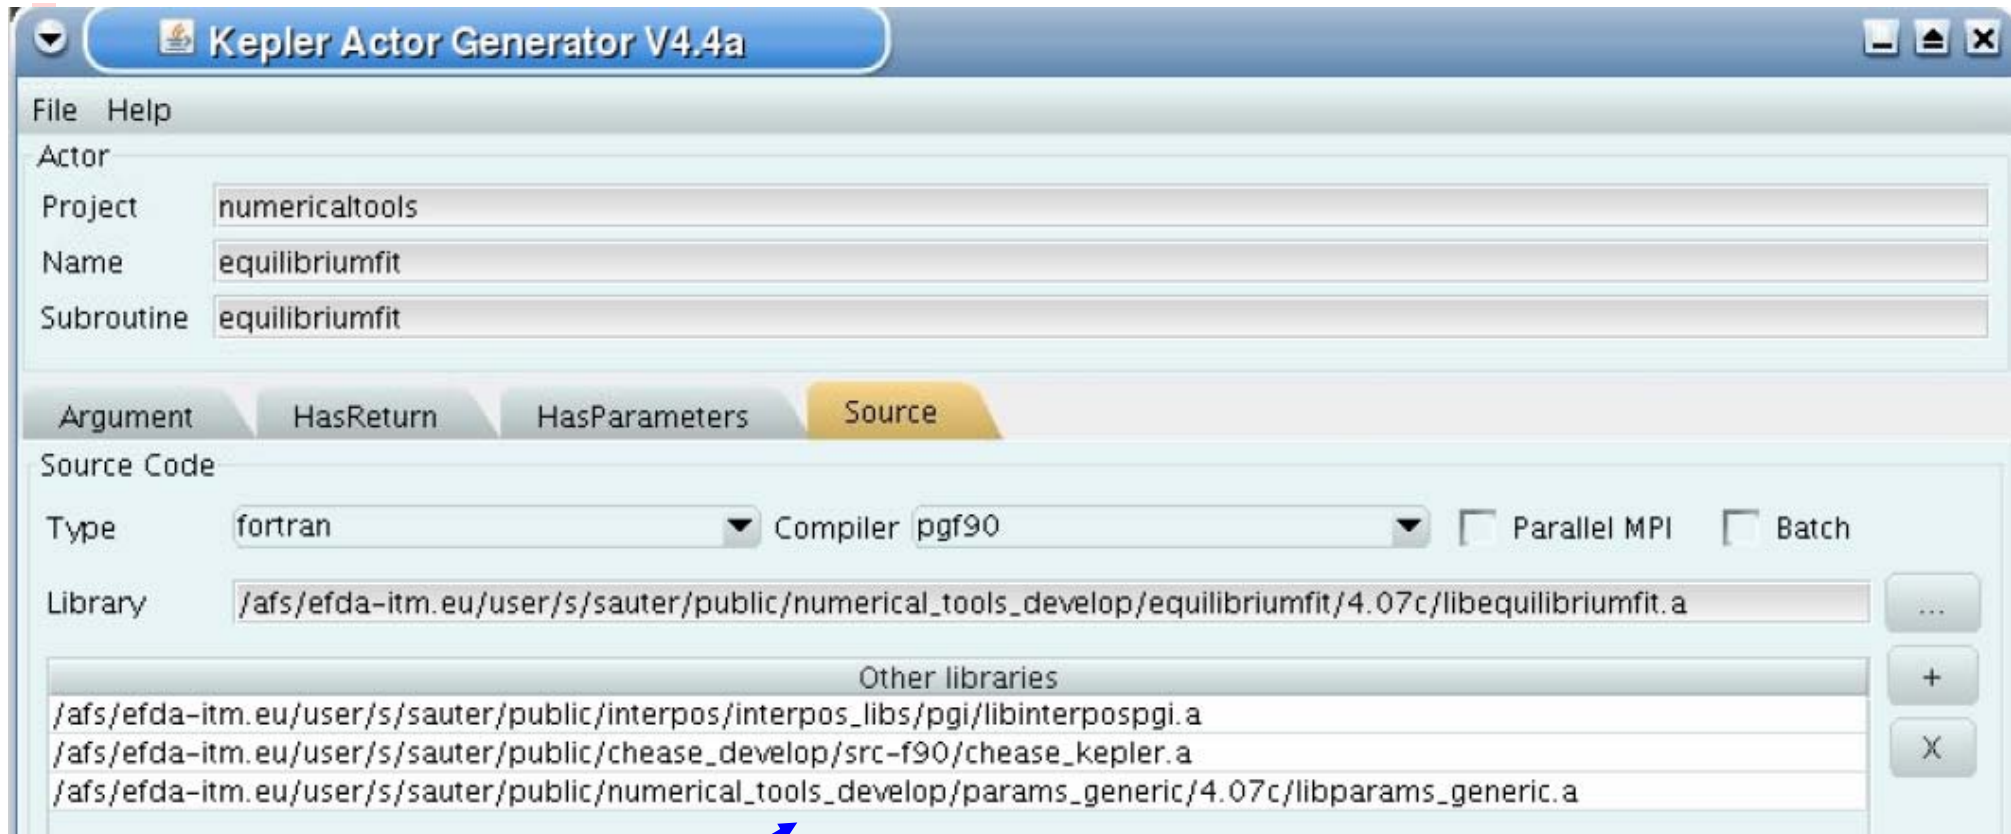 Kepler Actor Generator V4.4a
File Help
Actor
Project numericaltools
Name equilibriumfit
Subroutine equilibriumfit
Argument HasReturn HasParameters Source
Source Code
Type fortran Compiler pgf90 Parallel MPI Batch
Library /afs/efda-itm.eu/user/s/sauter/public/numerical_tools_develop/equilibriumfit/4.07c/libequilibriumfit.a ...
Other libraries +
/afs/efda-itm.eu/user/s/sauter/public/interpos/interpos_libs/pgi/libinterpospgi.a
/afs/efda-itm.eu/user/s/sauter/public/chease_develop/src-f90/chease_kepler.a X
/afs/efda-itm.eu/user/s/sauter/public/numerical_tools_develop/params_generic/4.07c/libparams_generic.a